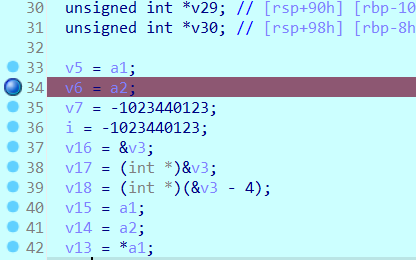 30 unsigned int *v29; // [rsp+90h] [rbp-10
31 unsigned int *v30; // [rsp+98h] [rbp-8h
32
33 v5 = a1;
34 v6 = a2;
35 v7 = -1023440123;
36 i = -1023440123;
37 v16 = &v3;
38 v17 = (int *)&v3;
39 v18 = (int *)(&v3 - 4);
40 v15 = a1;
41 v14 = a2;
42 v13 = *a1;